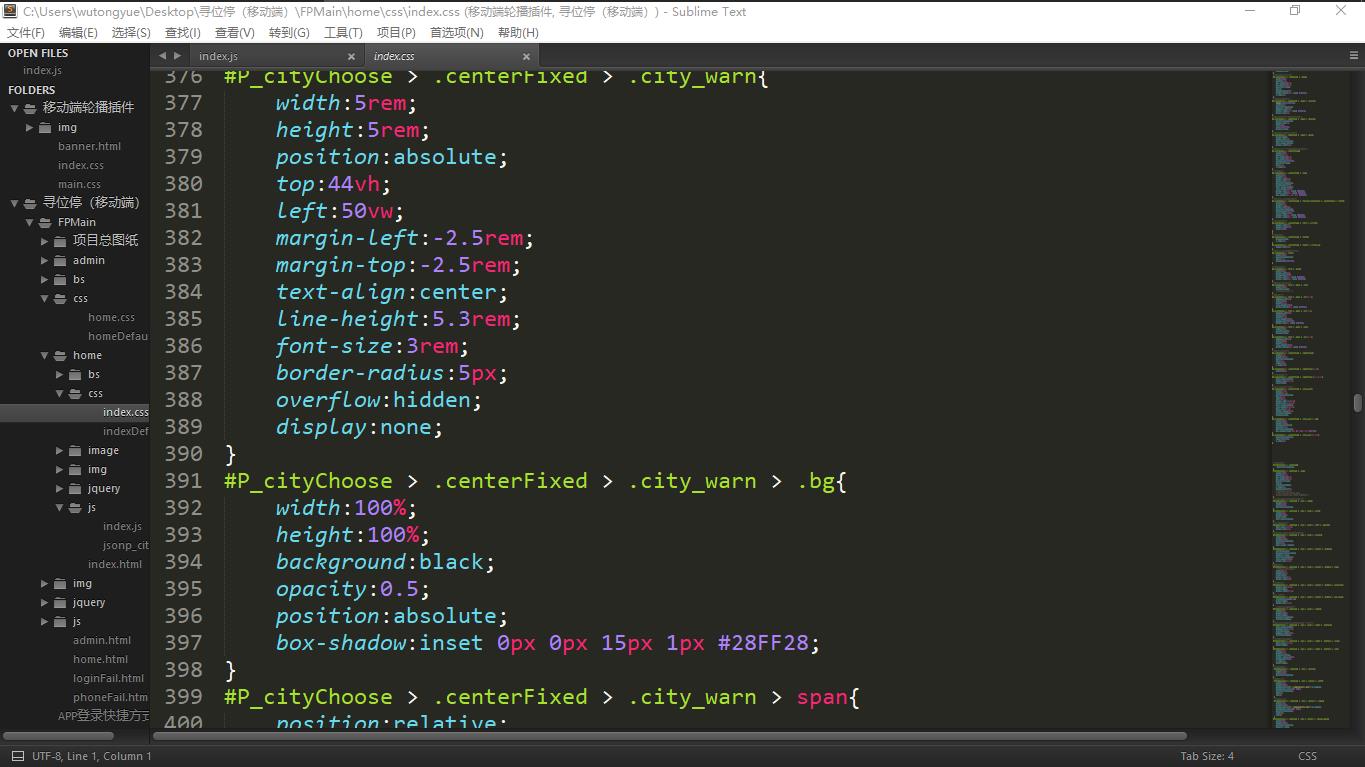 C:\Users\wutongyue\Desktop\寻位停（移动端）\FPMain\home\css\index.css (移动端轮播插件, 寻位停（移动端）) - Sublime Text
文件(F) 编辑(E) 选择(S) 查找(I) 查看(V) 转到(G) 工具(T) 项目(P) 首选项(N) 帮助(H)
OPEN FILES
index.js
FOLDERS
移动端轮播插件
img
banner.html
index.css
main.css
寻位停（移动端）
FPMain
项目总图纸
admin
bs
css
home.css
homeDefau
home
bs
css
index.css
indexDef
image
img
jquery
js
index.js
jsonp_cit
index.html
img
jquery
js
admin.html
home.html
loginFail.html
phoneFail.htm
APP登录快捷方式
index.js index.css
376 #P_cityChoose > .centerFixed > .city_warn{
377 width:5rem;
378 height:5rem;
379 position:absolute;
380 top:44vh;
381 left:50vw;
382 margin-left:-2.5rem;
383 margin-top:-2.5rem;
384 text-align:center;
385 line-height:5.3rem;
386 font-size:3rem;
387 border-radius:5px;
388 overflow:hidden;
389 display:none;
390 }
391 #P_cityChoose > .centerFixed > .city_warn > .bg{
392 width:100%;
393 height:100%;
394 background:black;
395 opacity:0.5;
396 position:absolute;
397 box-shadow:inset 0px 0px 15px 1px #28FF28;
398 }
399 #P_cityChoose > .centerFixed > .city_warn > span{
400 position:relative;
UTF-8, Line 1, Column 1 Tab Size: 4 CSS